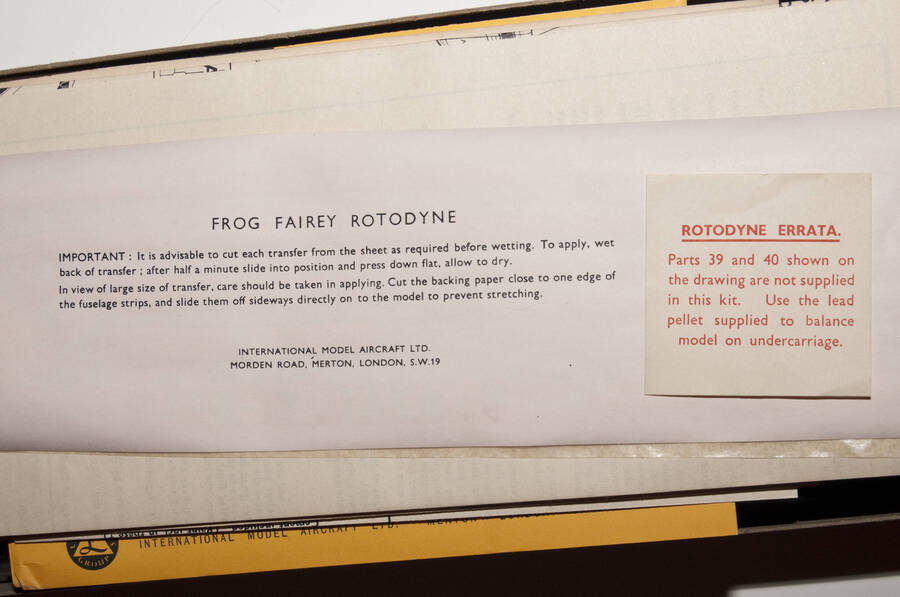 FROG FAIREY ROTODYNE
IMPORTANT : It is advisable to cut each transfer from the sheet as required before wetting. To apply, wet
back of transfer ; after half a minute slide into position and press down flat, allow to dry.
In view of large size of transfer, care should be taken in applying. Cut the backing paper close to one edge of
the fuselage strips, and slide them off sideways directly on to the model to prevent stretching.
INTERNATIONAL MODEL AIRCRAFT LTD.
MORDEN ROAD, MERTON, LONDON, S.W.19
ROTODYNE ERRATA.
Parts 39 and 40 shown on
the drawing are not supplied
in this kit. Use the lead
pellet supplied to balance
model on undercarriage.
INTERNATIONAL MODEL AIRCRAFT LTD.
GROUP